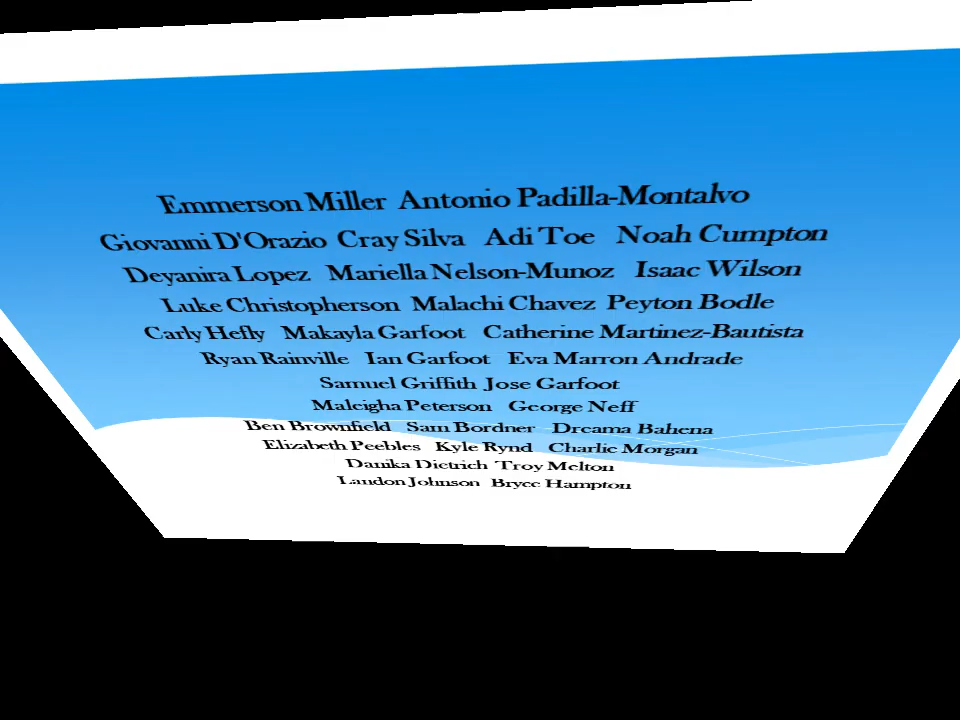 Emmerson Miller Antonio Padilla-Montalvo
Giovanni D'Orazio Cray Silva Adi Toe Noah Cumpton
Deyanira Lopez Mariella Nelson-Munoz Isaac Wilson
Luke Christopherson Malachi Chavez Peyton Bodle
Carly Hefly Makayla Garfoot Catherine Martinez-Bautista
Ryan Rainville Ian Garfoot Eva Marron Andrade
Samuel Griffith Jose Garfoot
Maleigha Peterson George Neff
Ben Brownfield Sam Bordner Dreama Bahena
Elizabeth Peebles Kyle Rynd Charlie Morgan
Danika Dietrich Troy Melton
Landon Johnson Bryce Hampton